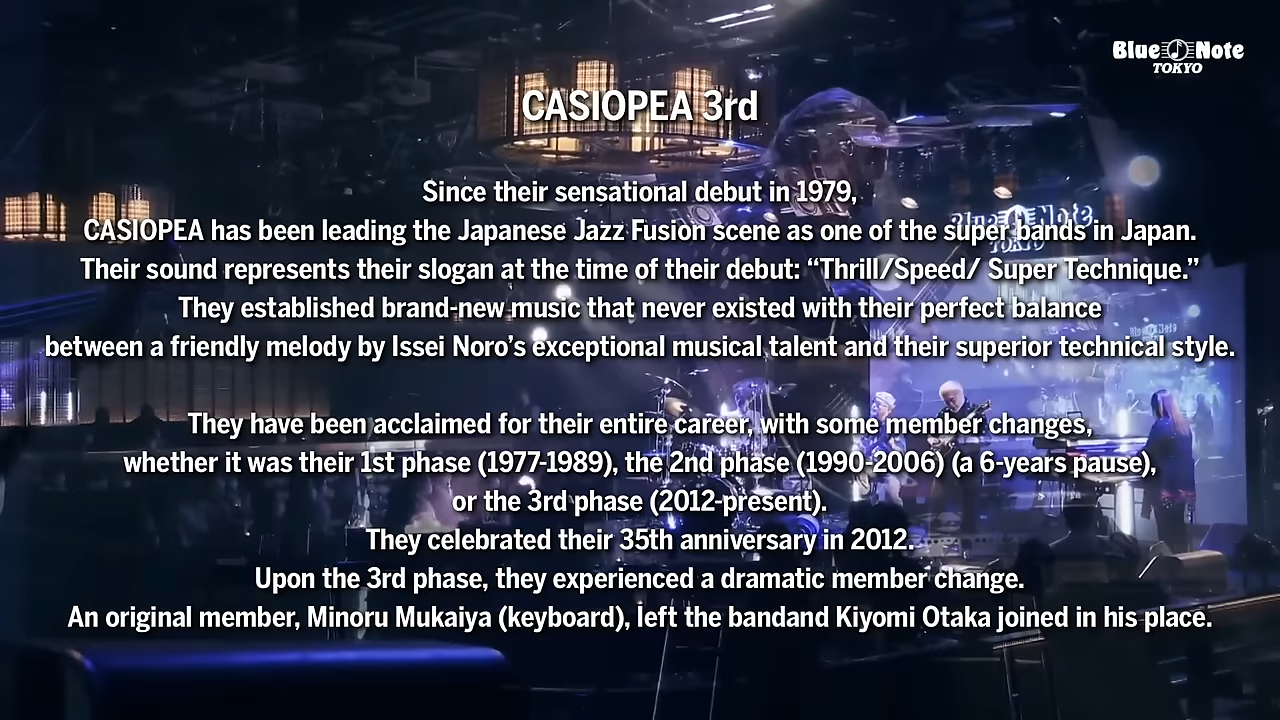 Blue Note
TOKYO
CASIOPEA 3rd
Since their sensational debut in 1979,
CASIOPEA has been leading the Japanese Jazz Fusion scene as one of the super bands in Japan.
Their sound represents their slogan at the time of their debut: “Thrill/Speed/ Super Technique.”
They established brand-new music that never existed with their perfect balance
between a friendly melody by Issei Noro’s exceptional musical talent and their superior technical style.
They have been acclaimed for their entire career, with some member changes,
whether it was their 1st phase (1977-1989), the 2nd phase (1990-2006) (a 6-years pause),
or the 3rd phase (2012-present).
They celebrated their 35th anniversary in 2012.
Upon the 3rd phase, they experienced a dramatic member change.
An original member, Minoru Mukaiya (keyboard), left the bandand Kiyomi Otaka joined in his place.
Blue Note
TOKYO